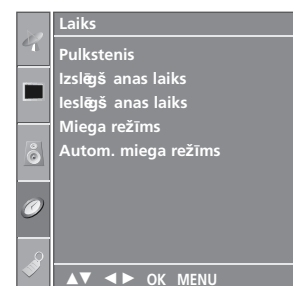 Laiks
Pulkstenis
Izslēgš anas laiks
Ieslēgš anas laiks
Miega režīms
Autom. miega režīms
▲▼ ◄► OK MENU